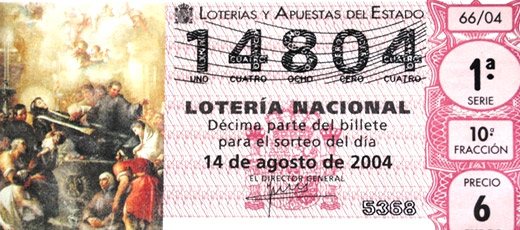 LOTERÍAS Y APUESTAS DEL ESTADO
66/04
14804
UNO CUATRO OCHO CERO CUATRO
1ª
SERIE
LOTERÍA NACIONAL
Décima parte del billete
para el sorteo del día
14 de agosto de 2004
EL DIRECTOR GENERAL
10ª
FRACCIÓN
PRECIO
6
5368